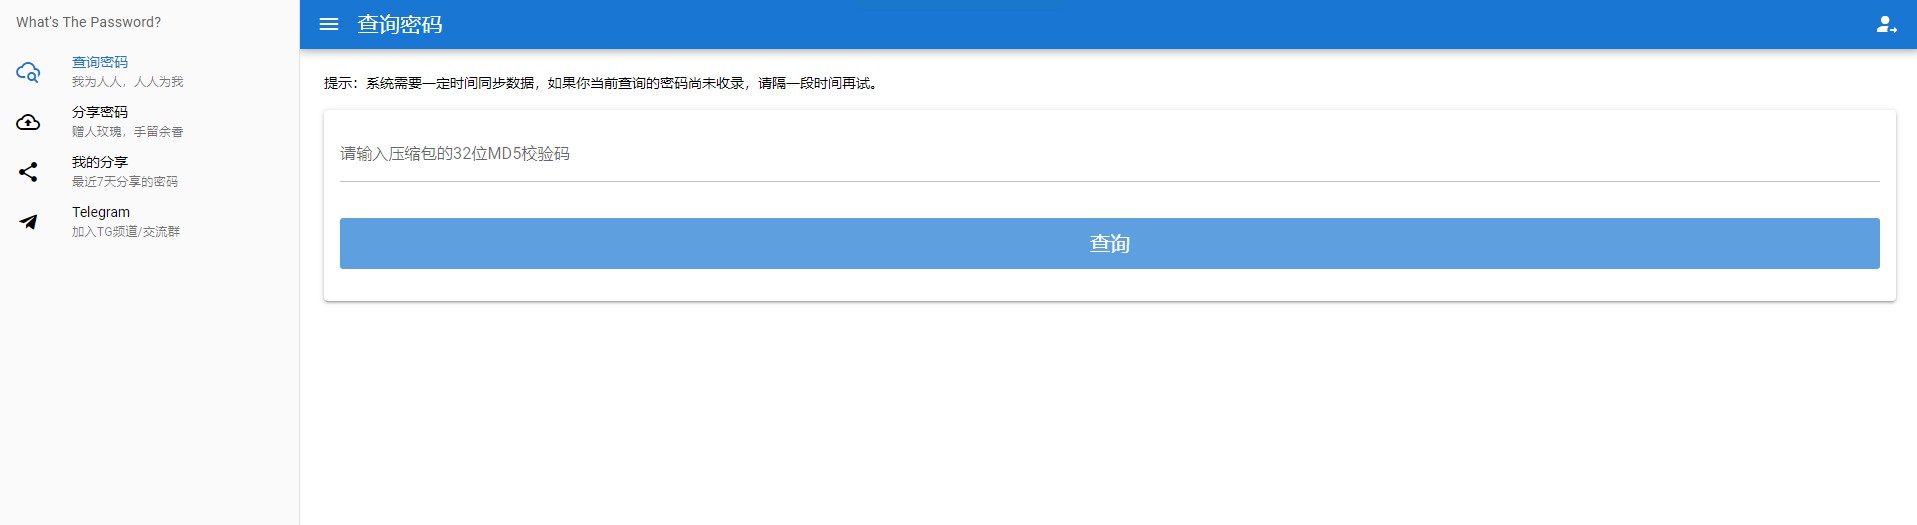 What's The Password?
查询密码
我为人人，人人为我
分享密码
赠人玫瑰，手留余香
我的分享
最近7天分享的密码
Telegram
加入TG频道/交流群
查询密码
提示：系统需要一定时间同步数据，如果你当前查询的密码尚未收录，请隔一段时间再试。
请输入压缩包的32位MD5校验码
查询